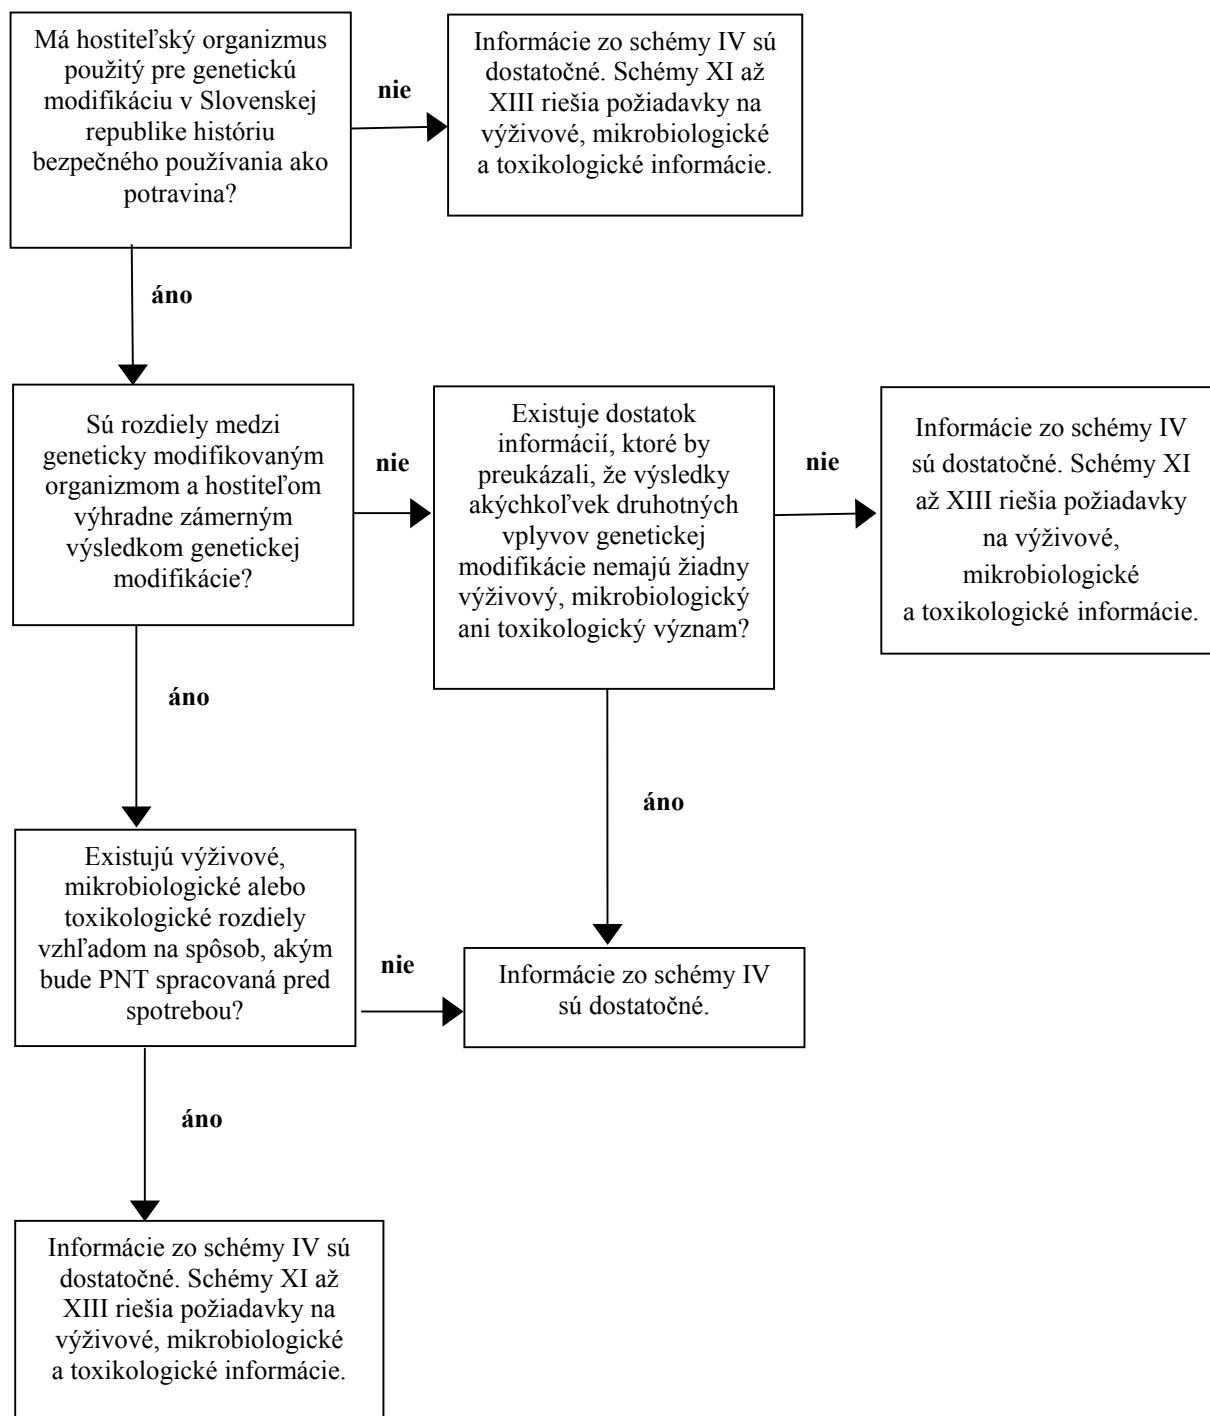 Má hostiteľský organizmus
použitý pre genetickú
modifikáciu v Slovenskej
republike históriu
bezpečného používania ako
potravina?
nie
Informácie zo schémy IV sú
dostatočné. Schémy XI až
XIII riešia požiadavky na
výživové, mikrobiologické
a toxikologické informácie.
áno
Sú rozdiely medzi
geneticky modifikovaným
organizmom a hostiteľom
výhradne zámerným
výsledkom genetickej
modifikácie?
nie
Existuje dostatok
informácií, ktoré by
preukázali, že výsledky
akýchkoľvek druhotných
vplyvov genetickej
modifikácie nemajú žiadny
výživový, mikrobiologický
ani toxikologický význam?
nie
Informácie zo schémy IV
sú dostatočné. Schémy XI
až XIII riešia požiadavky
na výživové,
mikrobiologické
a toxikologické informácie.
áno
áno
Existujú výživové,
mikrobiologické alebo
toxikologické rozdiely
vzhľadom na spôsob, akým
bude PNT spracovaná pred
spotrebou?
nie
Informácie zo schémy IV
sú dostatočné.
áno
Informácie zo schémy IV sú
dostatočné. Schémy XI až
XIII riešia požiadavky na
výživové, mikrobiologické
a toxikologické informácie.